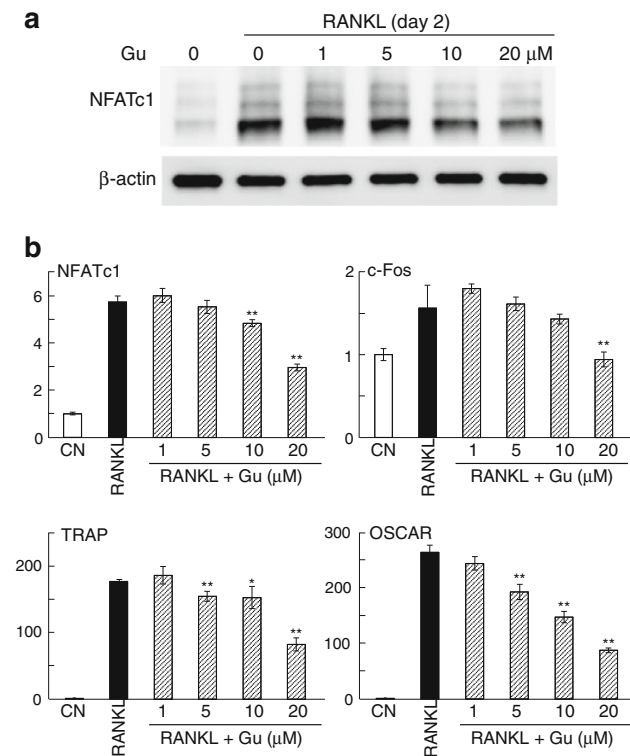 a
RANKL (day 2)
Gu 0 0 1 5 10 20 μM
NFATc1
β-actin
b
NFATc1
6
4
2
1
0
CN RANKL 1 5 10 20
** **
RANKL + Gu (μM)
c-Fos
2
1
0
CN RANKL 1 5 10 20
**
RANKL + Gu (μM)
TRAP
200
100
0
CN RANKL 1 5 10 20
** * **
RANKL + Gu (μM)
OSCAR
300
200
100
0
CN RANKL 1 5 10 20
** ** **
RANKL + Gu (μM)